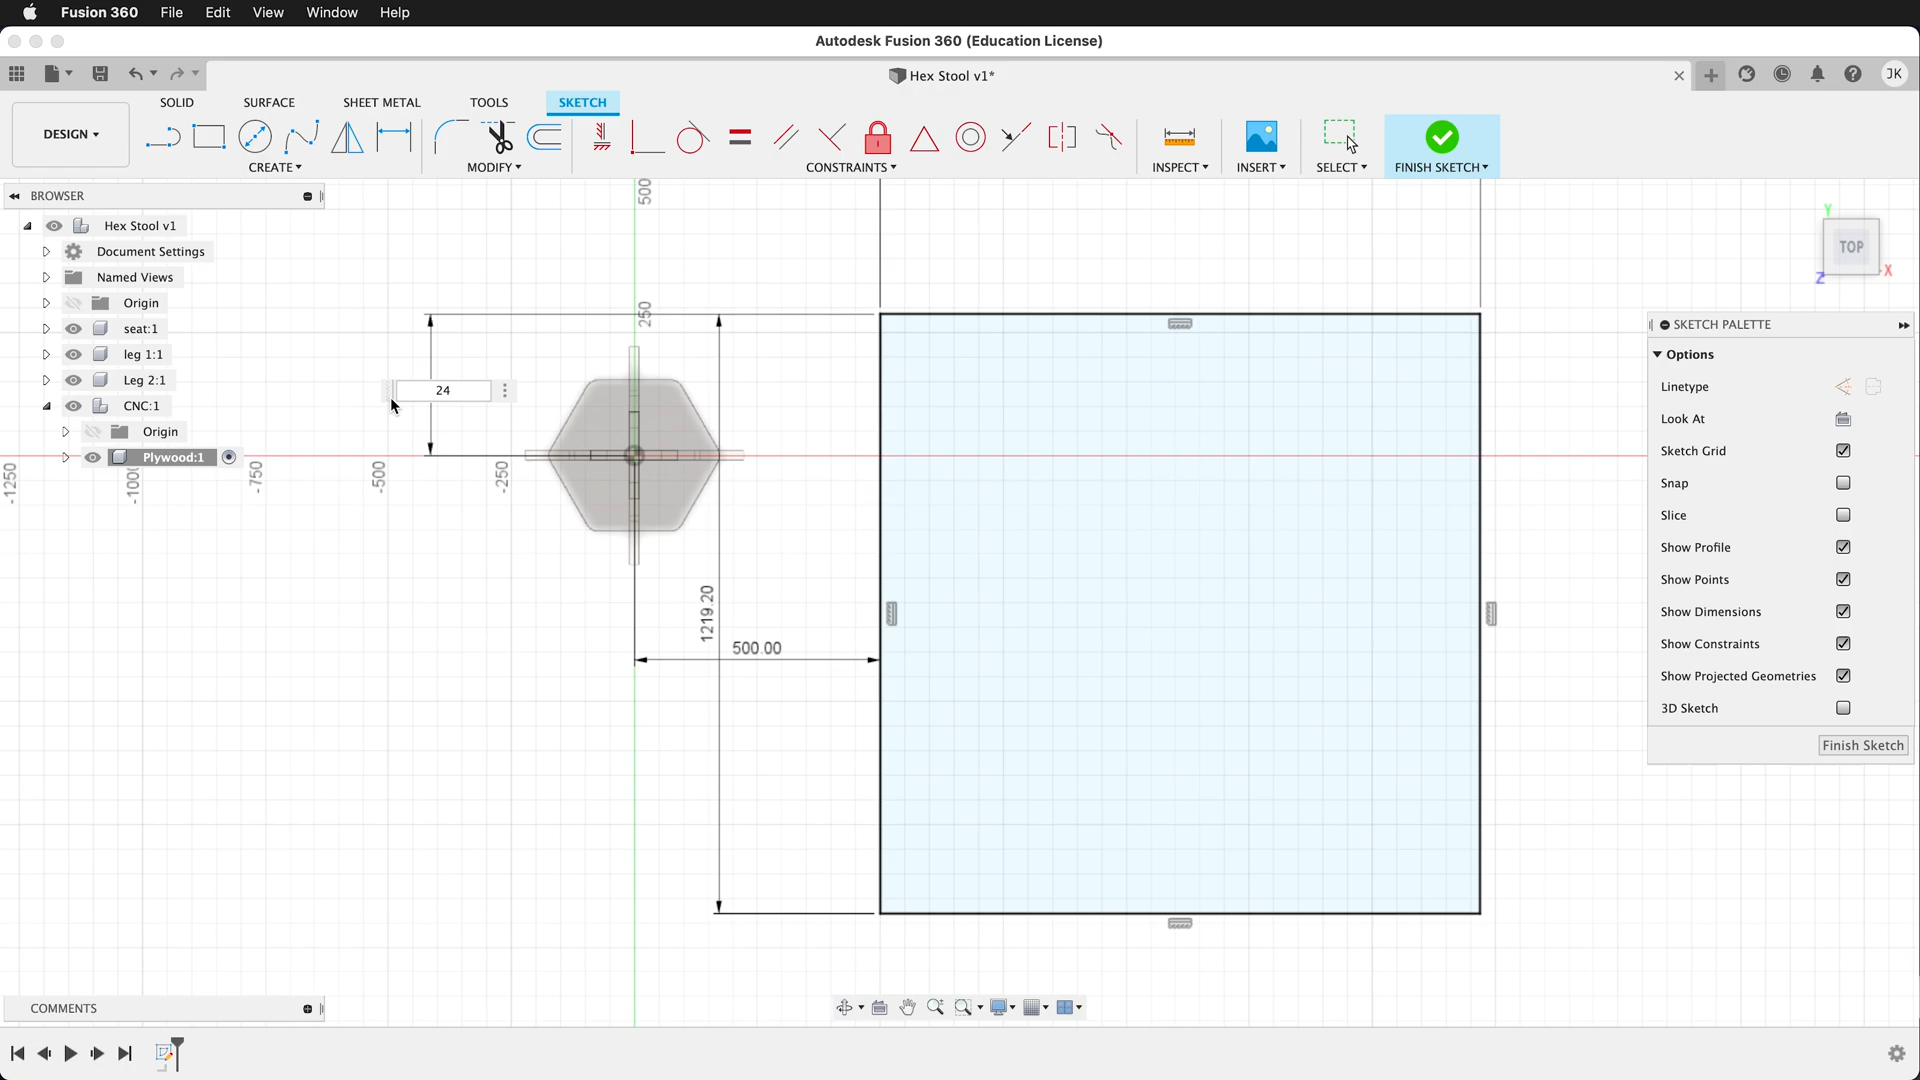 Fusion 360 File Edit View Window Help
Autodesk Fusion 360 (Education License)
Hex Stool v1*
JK
SOLID SURFACE SHEET METAL TOOLS SKETCH
DESIGN
CREATE MODIFY CONSTRAINTS INSPECT INSERT SELECT FINISH SKETCH
BROWSER
Hex Stool v1
Document Settings
Named Views
Origin
seat:1
leg 1:1
Leg 2:1
CNC:1
Origin
Plywood:1
500
250
-1250
-1000
-750
-500
-250
24
1219.20
500.00
TOP
Y
X
Z
SKETCH PALETTE
Options
Linetype
Look At
Sketch Grid
Snap
Slice
Show Profile
Show Points
Show Dimensions
Show Constraints
Show Projected Geometries
3D Sketch
Finish Sketch
COMMENTS